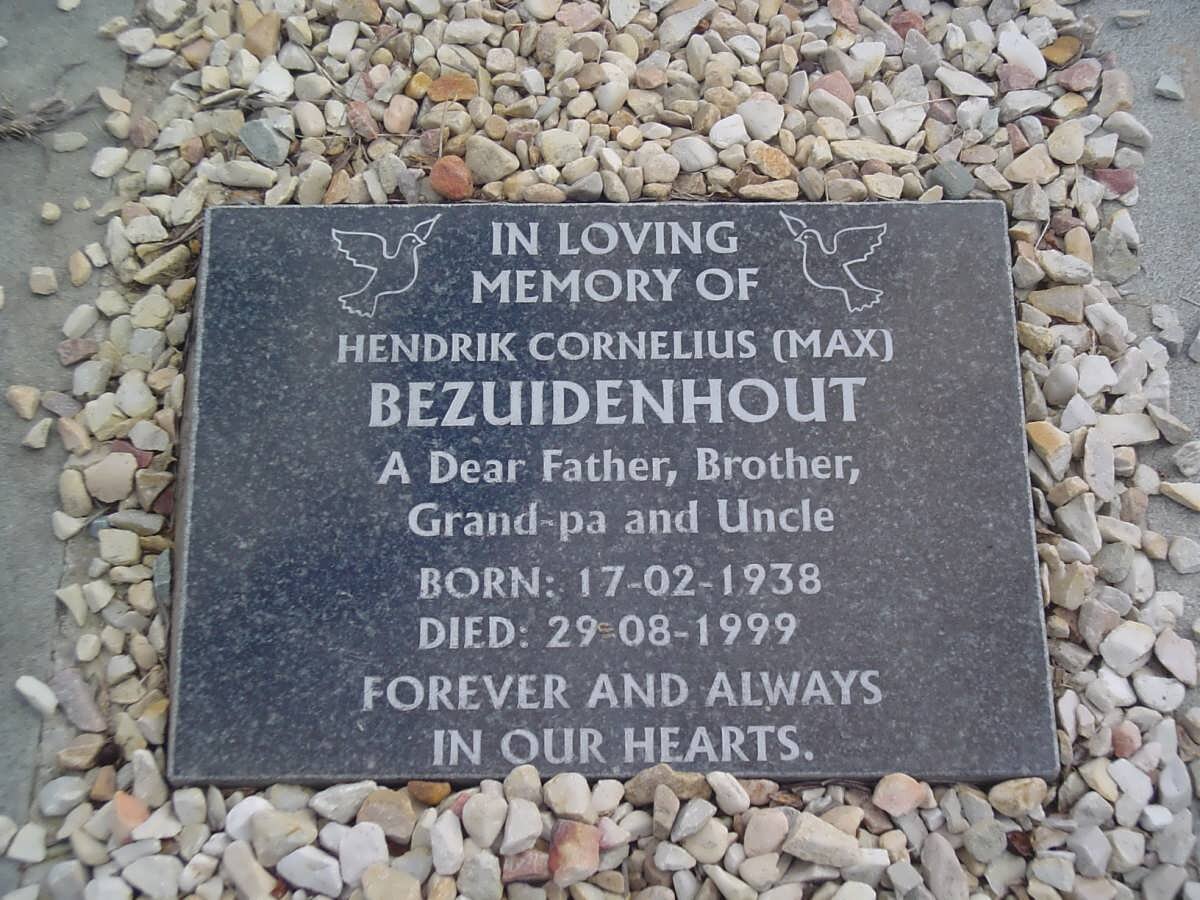 IN LOVING
MEMORY OF
HENDRIK CORNELIUS (MAX)
BEZUIDENHOUT
A Dear Father, Brother,
Grand-pa and Uncle
BORN: 17-02-1938
DIED: 29-08-1999
FOREVER AND ALWAYS
IN OUR HEARTS.